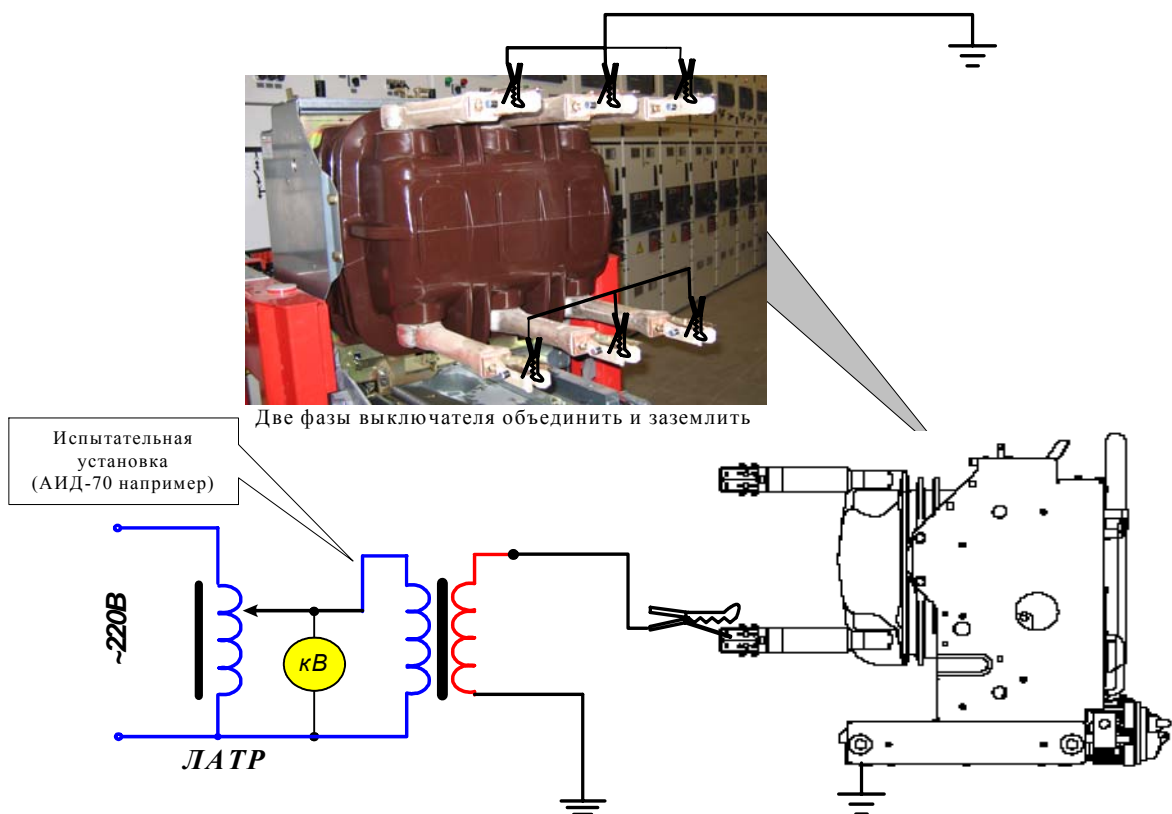 Две фазы выключателя объединить и заземлить
Испытательная
установка
(АИД-70 например)
~220В
кВ
ЛАТР